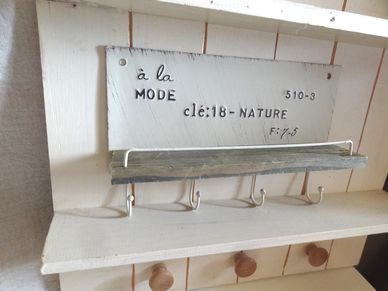 à la
MODE 510-3
clé:18-NATURE
F:7-5